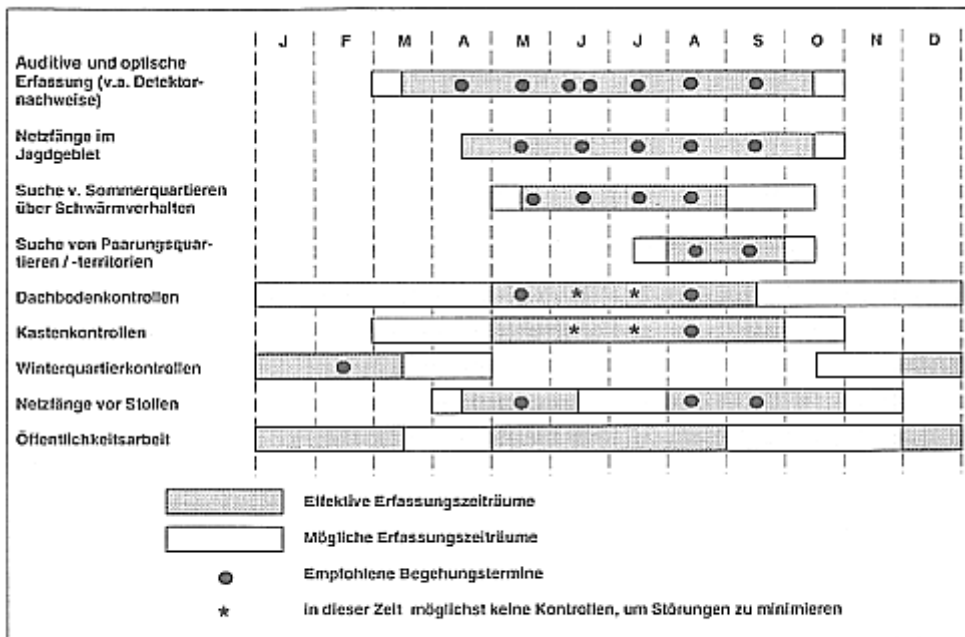 J F M A M J J A S O N D
Auditive und optische
Erfassung (v.a. Detektor-
nachweise)
Netzfänge im
Jagdgebiet
Suche v. Sommerquartieren
über Schwärmverhalten
Suche von Paarungsquar-
tieren / -territorien
Dachbodenkontrollen
* *
Kastenkontrollen
* *
Winterquartierkontrollen
Netzfänge vor Stollen
Öffentlichkeitsarbeit
Effektive Erfassungszeiträume
Mögliche Erfassungszeiträume
Empfohlene Begehungstermine
* in dieser Zeit möglichst keine Kontrollen, um Störungen zu minimieren